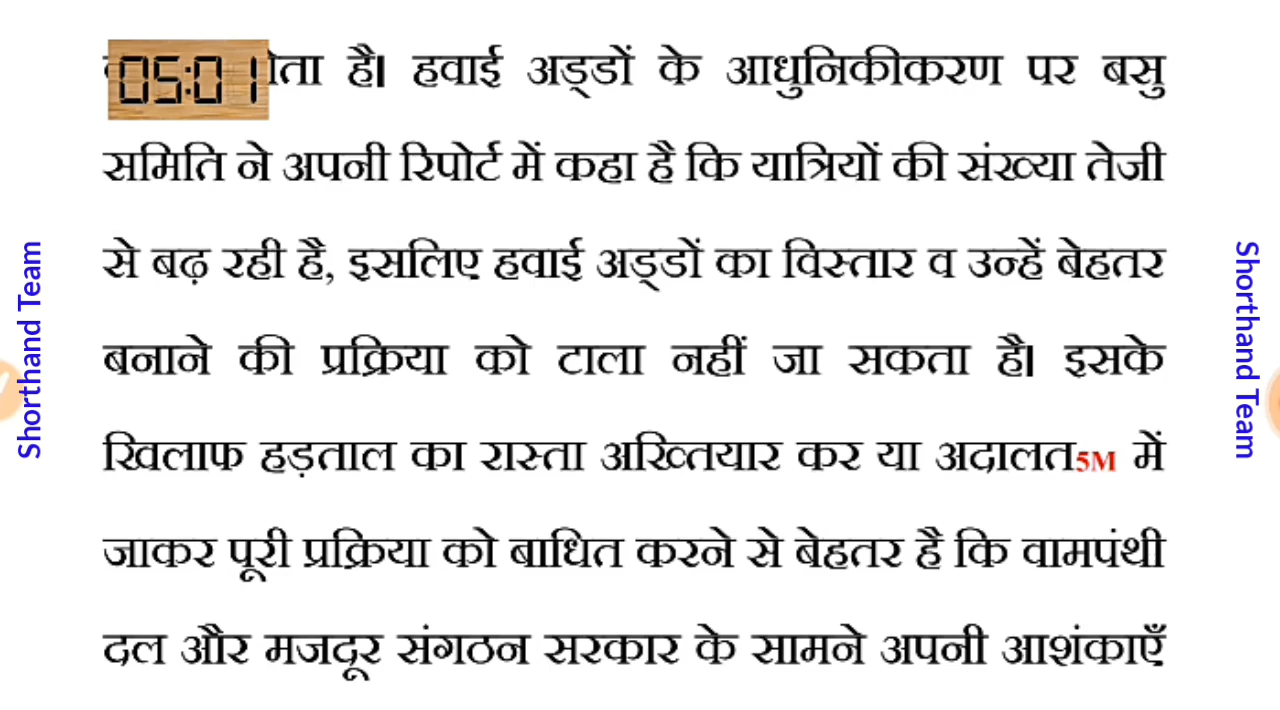 05:01
है। हवाई अड्डों के आधुनिकीकरण पर बसु
समिति ने अपनी रिपोर्ट में कहा है कि यात्रियों की संख्या तेजी
से बढ़ रही है, इसलिए हवाई अड्डों का विस्तार व उन्हें बेहतर
बनाने की प्रक्रिया को टाला नहीं जा सकता है। इसके
खिलाफ हड़ताल का रास्ता अख्तियार कर या अदालत5M में
जाकर पूरी प्रक्रिया को बाधित करने से बेहतर है कि वामपंथी
दल और मजदूर संगठन सरकार के सामने अपनी आशंकाएँ
Shorthand Team
Shorthand Team